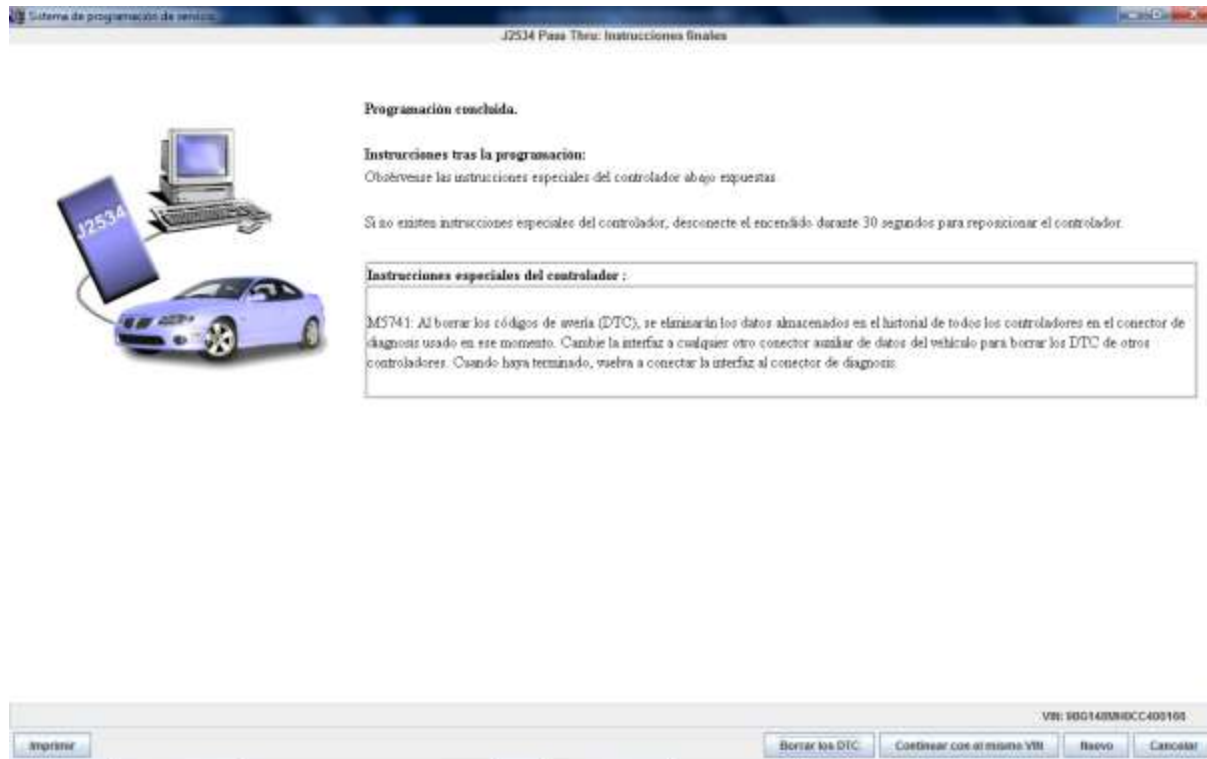 Sistema de programación de servicio
J2534 Pass Thru: Instrucciones finales
Programación concluida.
Instrucciones tras la programación:
Obsérvense las instrucciones especiales del controlador abajo expuestas
Si no existen instrucciones especiales del controlador, desconecte el encendido durante 30 segundos para reposicionar el controlador.
J2534
Instrucciones especiales del controlador :
M5741: Al borrar los códigos de avería (DTC), se eliminarán los datos almacenados en el historial de todos los controladores en el conector de
diagnosis usado en ese momento. Cambie la interfaz a cualquier otro conector auxiliar de datos del vehículo para borrar los DTC de otros
controladores. Cuando haya terminado, vuelva a conectar la interfaz al conector de diagnosis.
VIN:
Imprimir
Borrar los DTC
Continuar con el mismo VIN
Nuevo
Cancelar